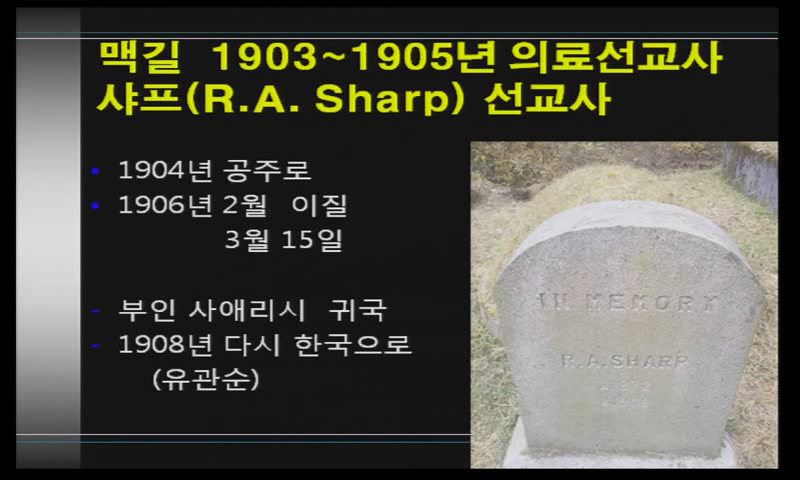 맥길 1903~1905년 의료선교사
샤프(R.A. Sharp) 선교사
• 1904년 공주로
• 1906년 2월 이질
3월 15일
- 부인 사애리시 귀국
- 1908년 다시 한국으로
(유관순)
IN MEMORY
R.A.SHARP